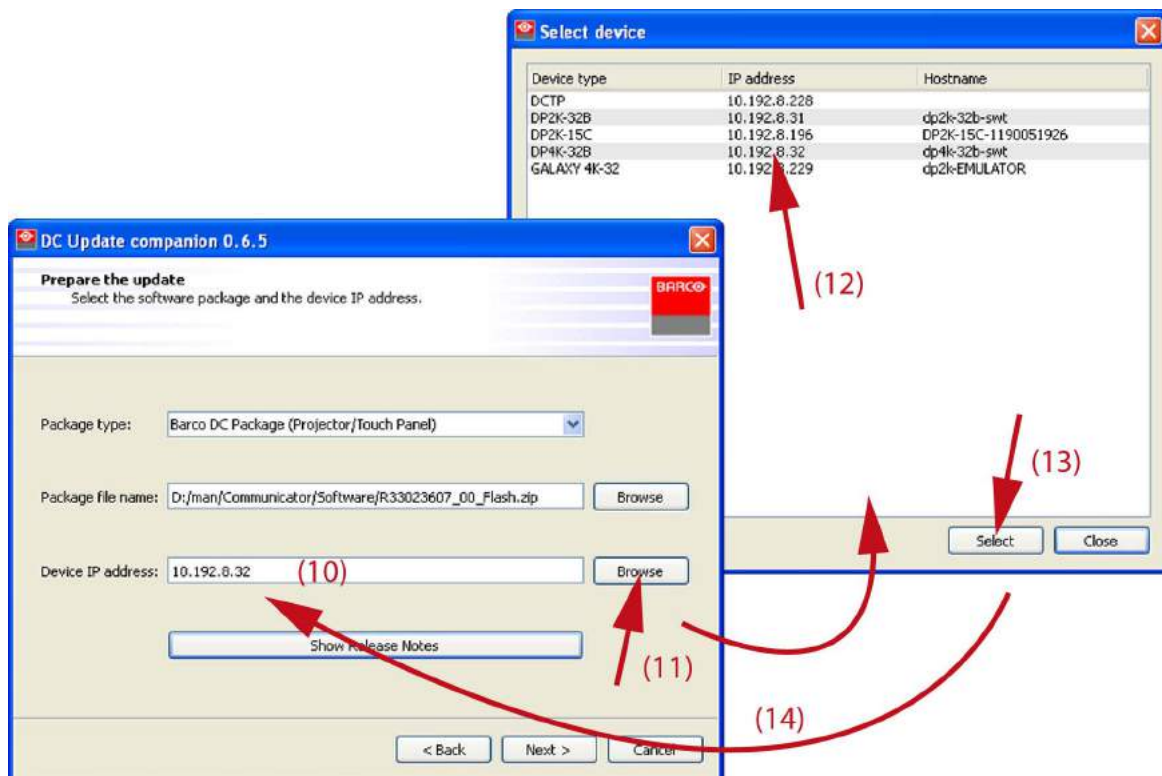 Select device
Device type IP address Hostname
DCTP 10.192.8.228
DP2K-32B 10.192.8.31 dp2k-32b-swt
DP2K-15C 10.192.8.196 DP2K-15C-1190051926
DP4K-32B 10.192.8.32 dp4k-32b-swt
GALAXY 4K-32 10.192.8.229 dp2k-EMULATOR
(12)
(13)
Select Close
DC Update companion 0.6.5
Prepare the update
Select the software package and the device IP address.
BARCO
Package type: Barco DC Package (Projector/Touch Panel)
Package file name: D:/man/Communicator/Software/R33023607_00_Flash.zip Browse
Device IP address: 10.192.8.32 (10) Browse
Show Release Notes
(11)
(14)
< Back Next > Cancel